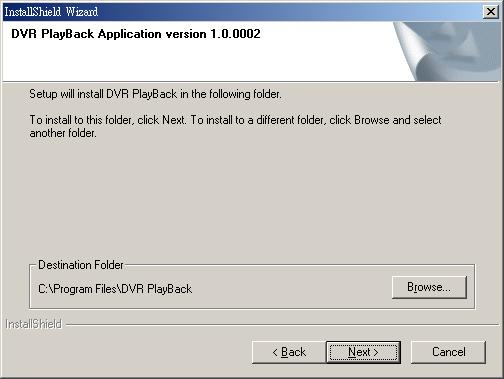 InstallShield Wizard
DVR PlayBack Application version 1.0.0002
Setup will install DVR PlayBack in the following folder.
To install to this folder, click Next. To install to a different folder, click Browse and select
another folder.
Destination Folder
C:\Program Files\DVR PlayBack
Browse...
InstallShield
< Back
Next >
Cancel